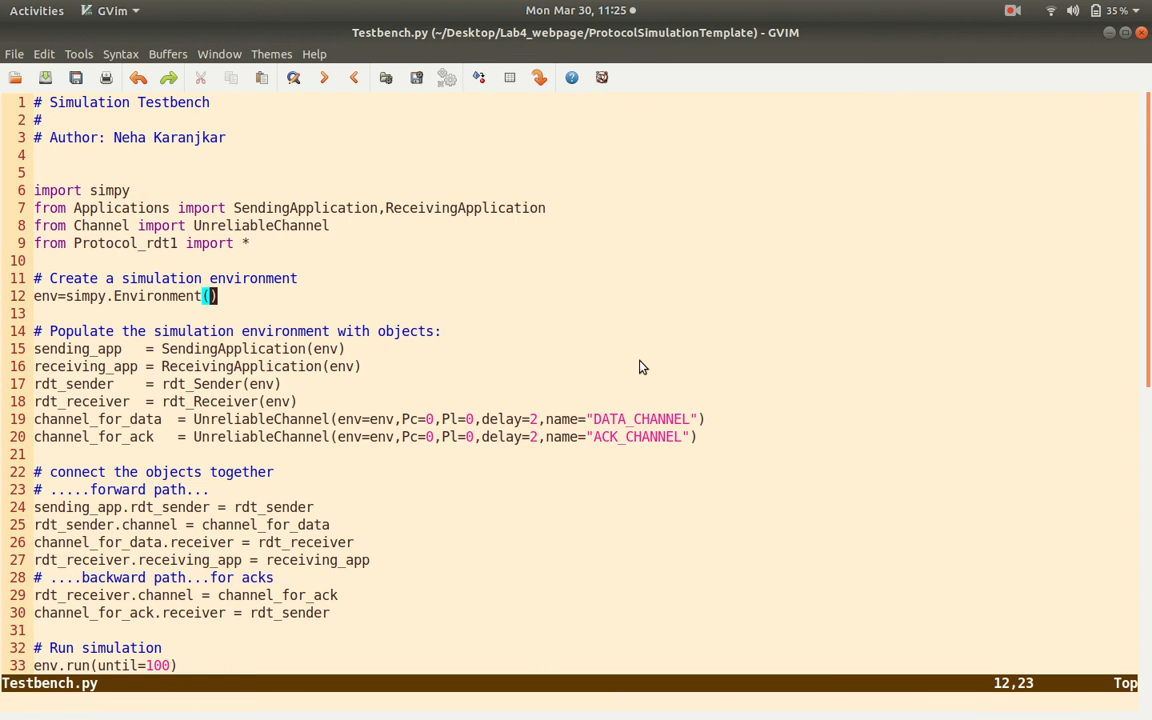 Activities GVim Mon Mar 30, 11:25 35%
Testbench.py (~/Desktop/Lab4_webpage/ProtocolSimulationTemplate) - GVIM
File Edit Tools Syntax Buffers Window Themes Help
1 # Simulation Testbench
2 #
3 # Author: Neha Karanjkar
4
5
6 import simpy
7 from Applications import SendingApplication,ReceivingApplication
8 from Channel import UnreliableChannel
9 from Protocol_rdt1 import *
10
11 # Create a simulation environment
12 env=simpy.Environment()
13
14 # Populate the simulation environment with objects:
15 sending_app   = SendingApplication(env)
16 receiving_app = ReceivingApplication(env)
17 rdt_sender    = rdt_Sender(env)
18 rdt_receiver  = rdt_Receiver(env)
19 channel_for_data  = UnreliableChannel(env=env,Pc=0,Pl=0,delay=2,name="DATA_CHANNEL")
20 channel_for_ack   = UnreliableChannel(env=env,Pc=0,Pl=0,delay=2,name="ACK_CHANNEL")
21
22 # connect the objects together
23 # .....forward path...
24 sending_app.rdt_sender = rdt_sender
25 rdt_sender.channel = channel_for_data
26 channel_for_data.receiver = rdt_receiver
27 rdt_receiver.receiving_app = receiving_app
28 # ....backward path...for acks
29 rdt_receiver.channel = channel_for_ack
30 channel_for_ack.receiver = rdt_sender
31
32 # Run simulation
33 env.run(until=100)
Testbench.py 12,23 Top